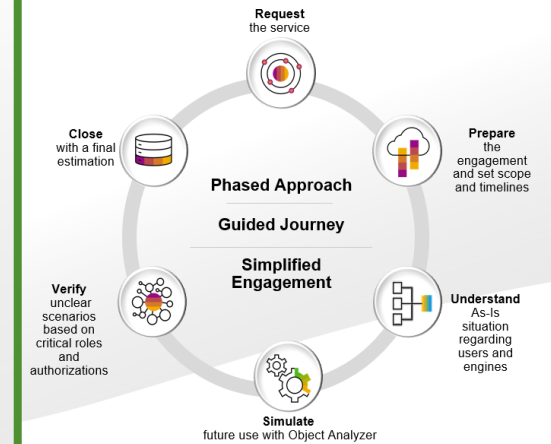 Request
the service
Prepare
the
engagement
and set scope
and timelines
Understand
As-Is
situation
regarding
users and
engines
Simulate
future use with Object Analyzer
Verify
unclear
scenarios
based on
critical roles
and
authorizations
Close
with a final
estimation
Phased Approach
Guided Journey
Simplified
Engagement